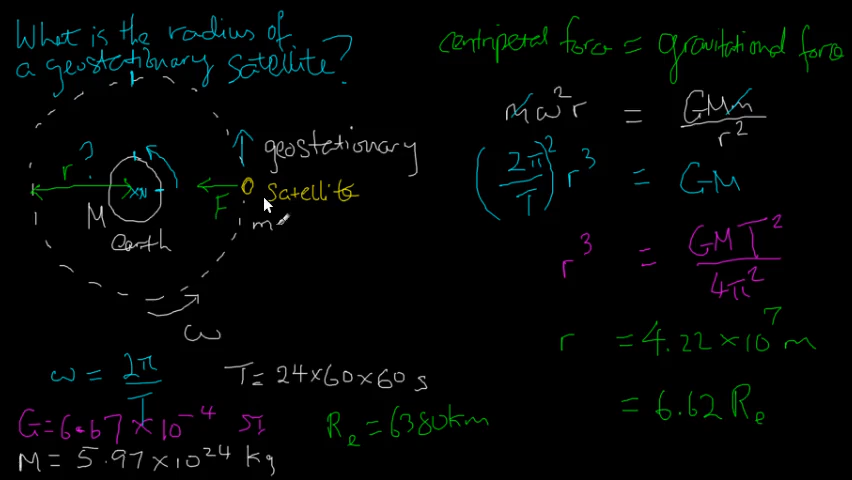 What is the radius of
a geostationary satellite?
r ?
M
earth
N
geostationary
satellite
F
m
ω
ω = 2π/T
T = 24×60×60 s
G = 6.67 × 10⁻⁴ SI
R_e = 6380km
M = 5.97×10²⁴ kg
centripetal force = gravitational force
mω²r = GMm/r²
(2π/T)² r³ = GM
r³ = GMT²/4π²
r = 4.22×10⁷ m
= 6.62 R_e